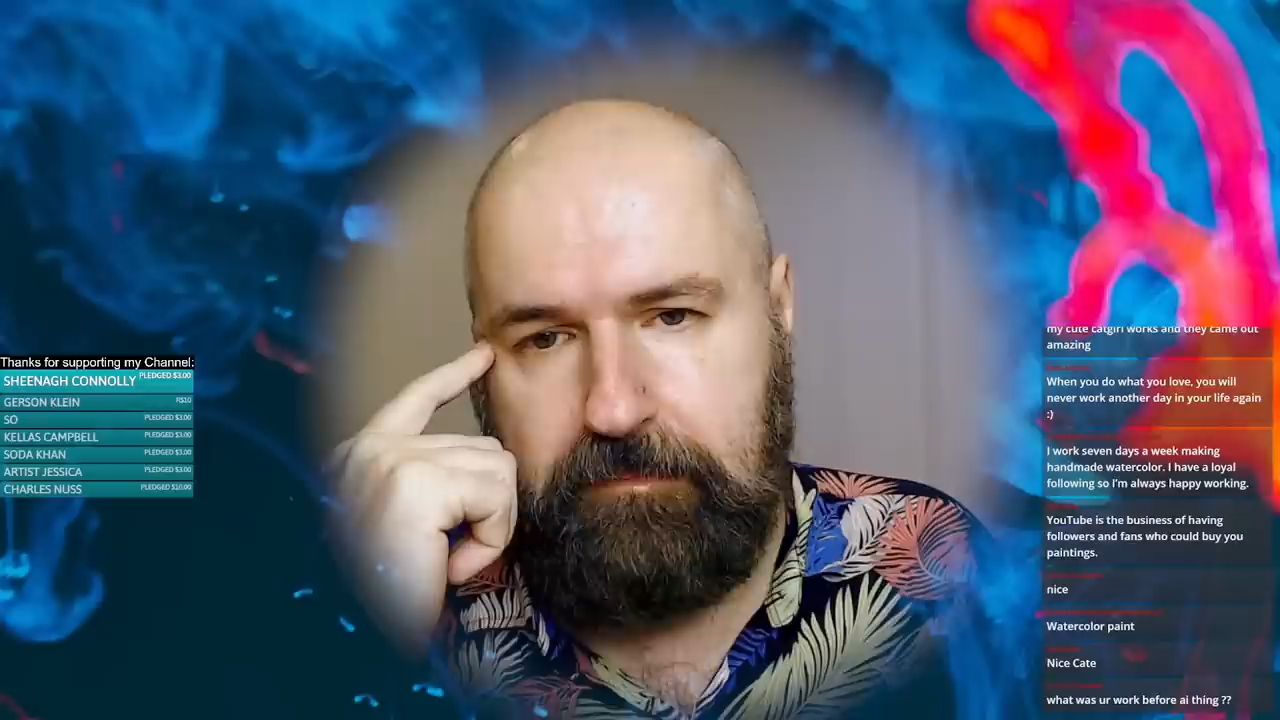 Thanks for supporting my Channel:
SHEENAGH CONNOLLY PLEDGED $3.00
GERSON KLEIN R$10
SO PLEDGED $3.00
KELLAS CAMPBELL PLEDGED $3.00
SODA KHAN PLEDGED $3.00
ARTIST JESSICA PLEDGED $3.00
CHARLES NUSS PLEDGED $10.00
my cute catgirl works and they came out
amazing
When you do what you love, you will
never work another day in your life again
:)
I work seven days a week making
handmade watercolor. I have a loyal
following so I'm always happy working.
YouTube is the business of having
followers and fans who could buy you
paintings.
nice
Watercolor paint
Nice Cate
what was ur work before ai thing ??